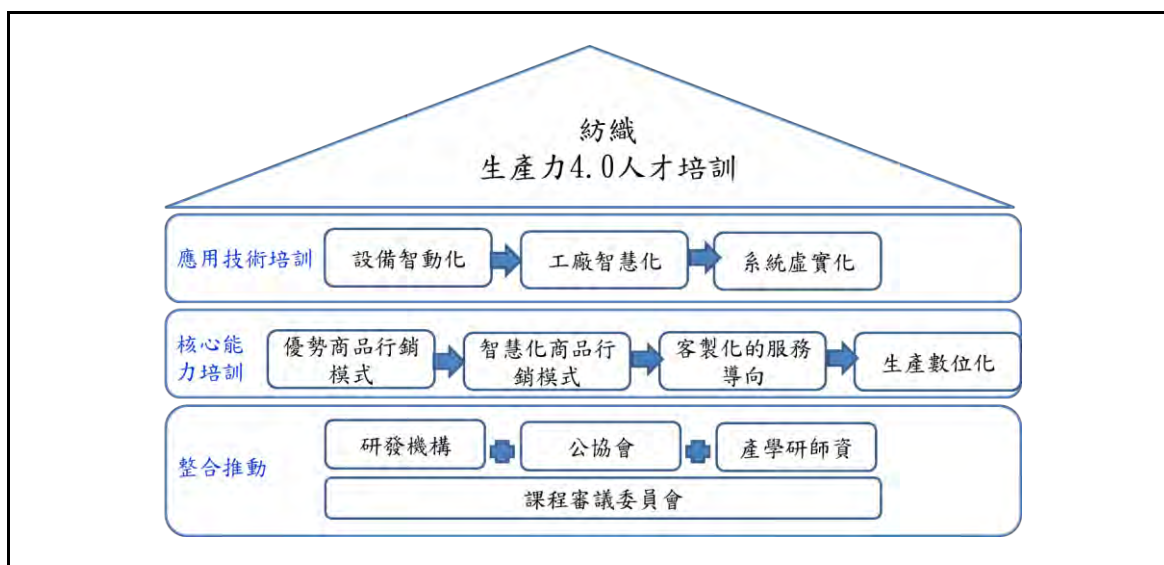 紡織
生產力4.0人才培訓
應用技術培訓
設備智動化
工廠智慧化
系統虛實化
核心能
力培訓
優勢商品行銷
模式
智慧化商品行
銷模式
客製化的服務
導向
生產數位化
整合推動
研發機構
公協會
產學研師資
課程審議委員會